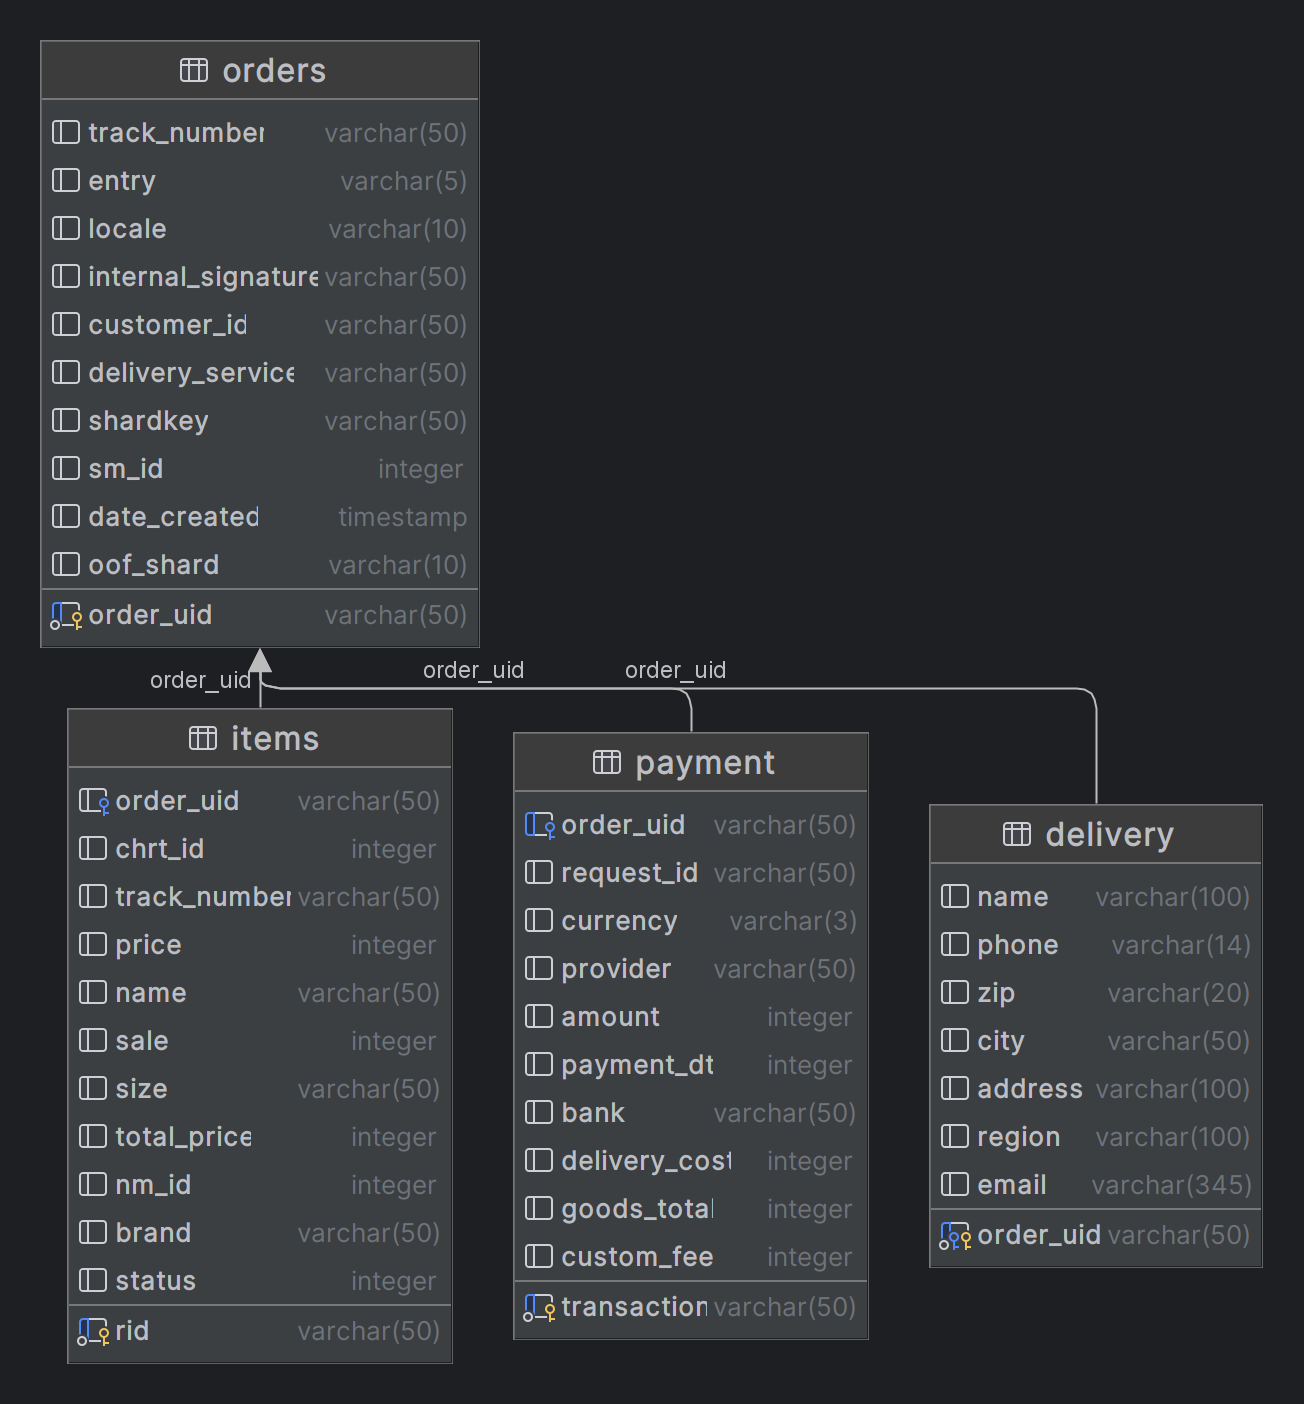 orders
track_number varchar(50)
entry varchar(5)
locale varchar(10)
internal_signature varchar(50)
customer_id varchar(50)
delivery_service varchar(50)
shardkey varchar(50)
sm_id integer
date_created timestamp
oof_shard varchar(10)
order_uid varchar(50)
order_uid
order_uid
order_uid
items
order_uid varchar(50)
chrt_id integer
track_number varchar(50)
price integer
name varchar(50)
sale integer
size varchar(50)
total_price integer
nm_id integer
brand varchar(50)
status integer
rid varchar(50)
payment
order_uid varchar(50)
request_id varchar(50)
currency varchar(3)
provider varchar(50)
amount integer
payment_dt integer
bank varchar(50)
delivery_cost integer
goods_total integer
custom_fee integer
transaction varchar(50)
delivery
name varchar(100)
phone varchar(14)
zip varchar(20)
city varchar(50)
address varchar(100)
region varchar(100)
email varchar(345)
order_uid varchar(50)